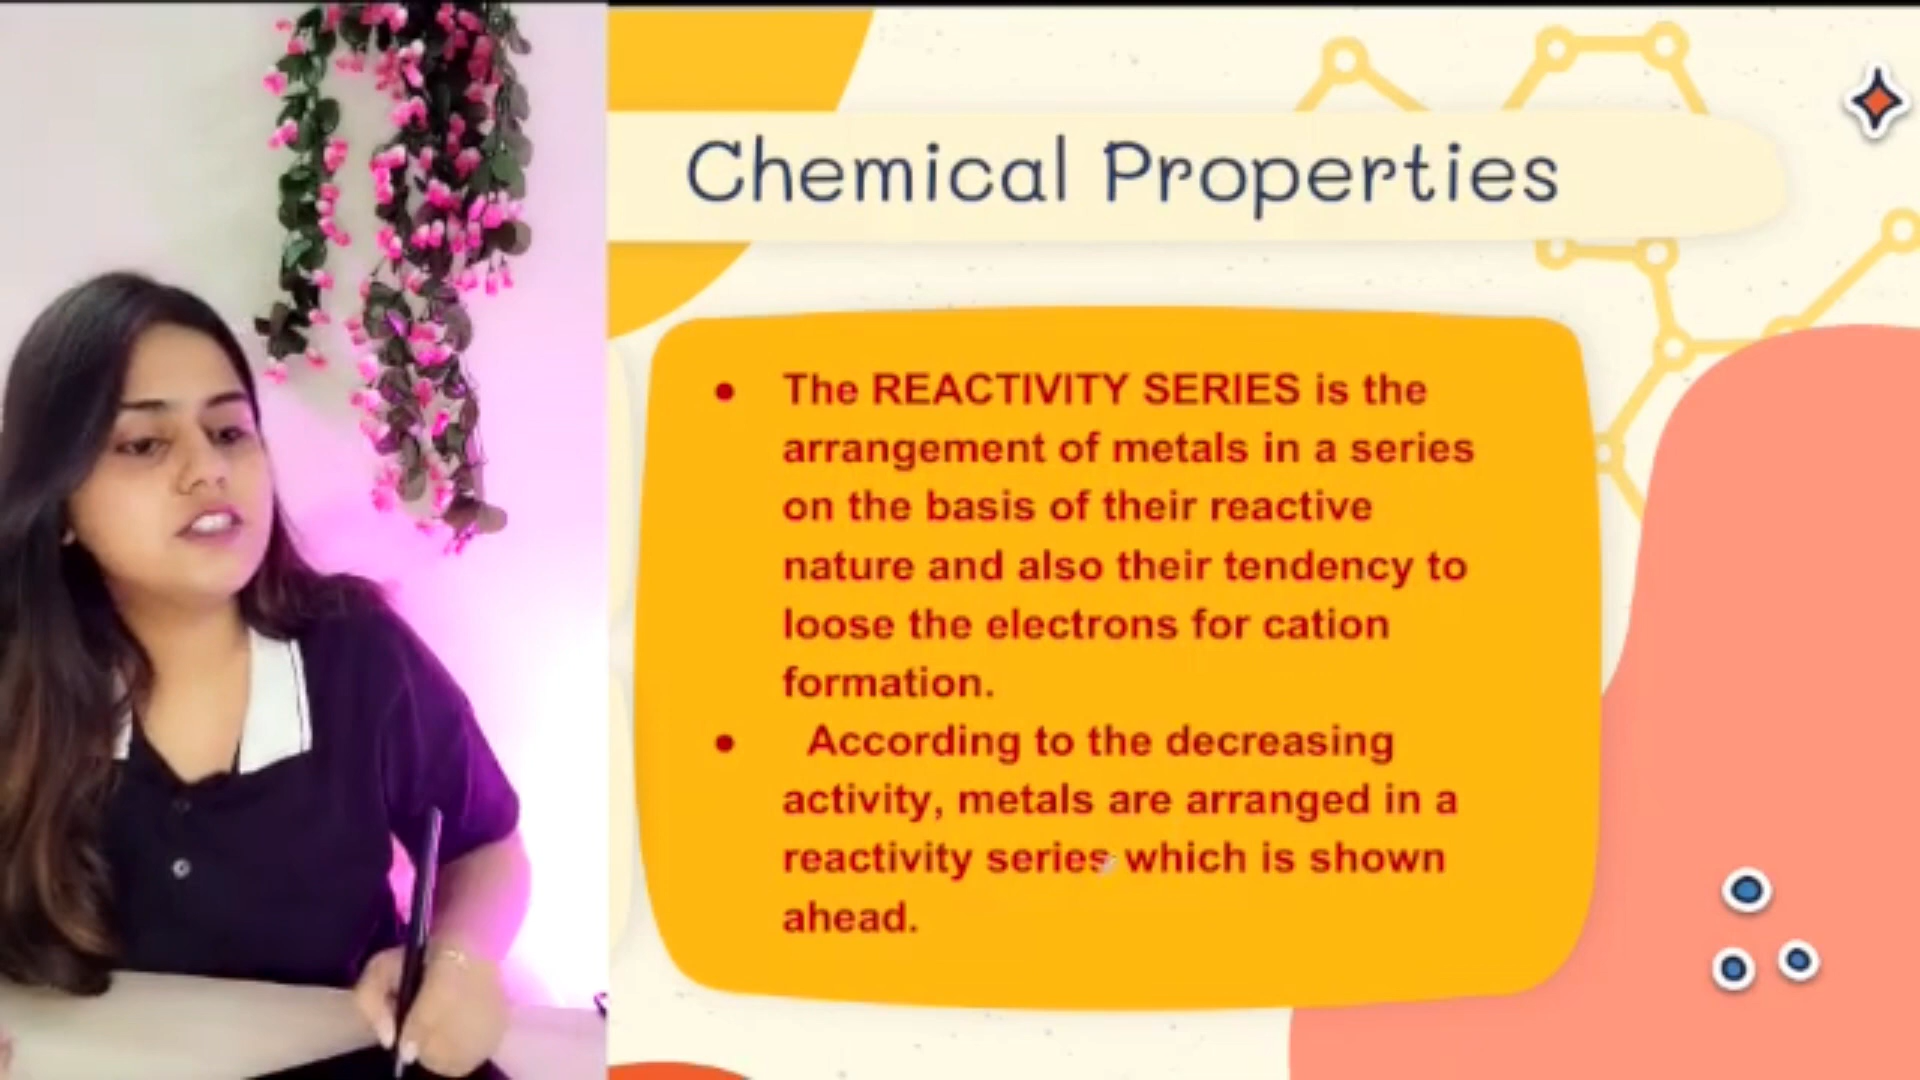 Chemical Properties
• The REACTIVITY SERIES is the
arrangement of metals in a series
on the basis of their reactive
nature and also their tendency to
loose the electrons for cation
formation.
• According to the decreasing
activity, metals are arranged in a
reactivity series which is shown
ahead.